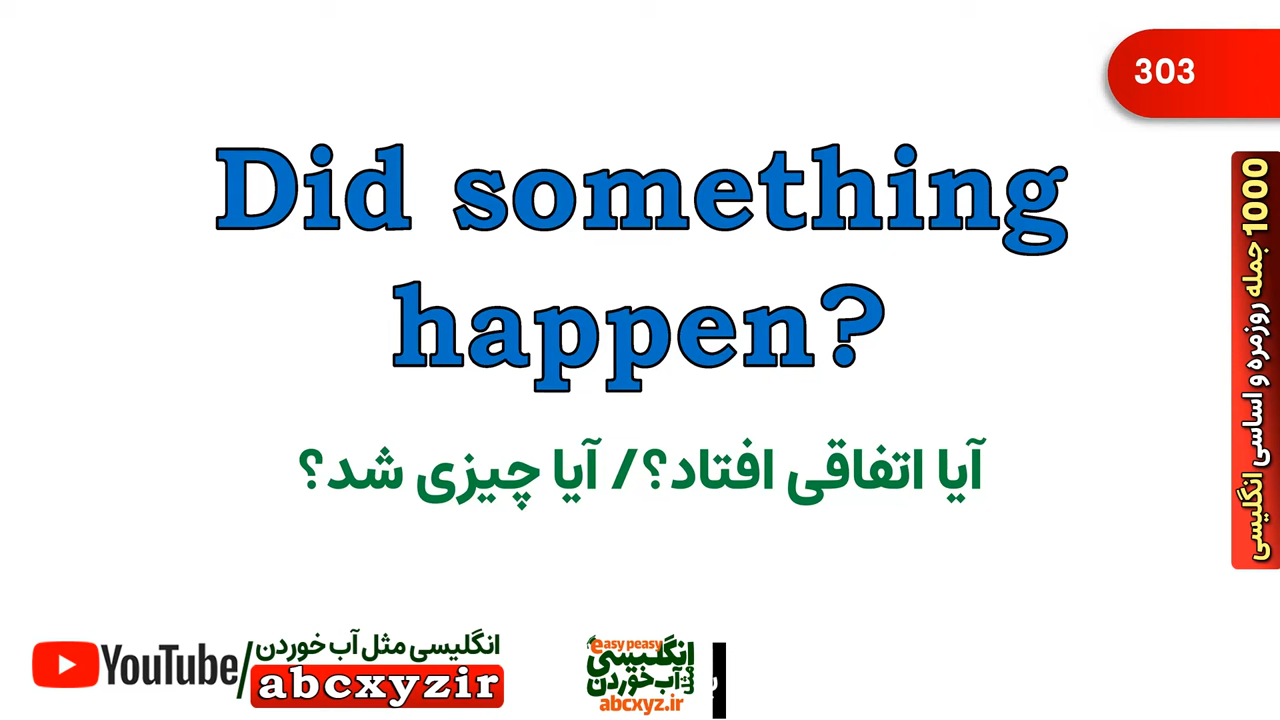 303
Did something
happen?
آیا اتفاقی افتاد؟/ آیا چیزی شد؟
1000 جمله روزمره و اساسی انگلیسی
YouTube/انگلیسی مثل آب خوردن
abcxyzir
easy peasy
انگلیسی
مثل آب خوردن
abcxyz.ir